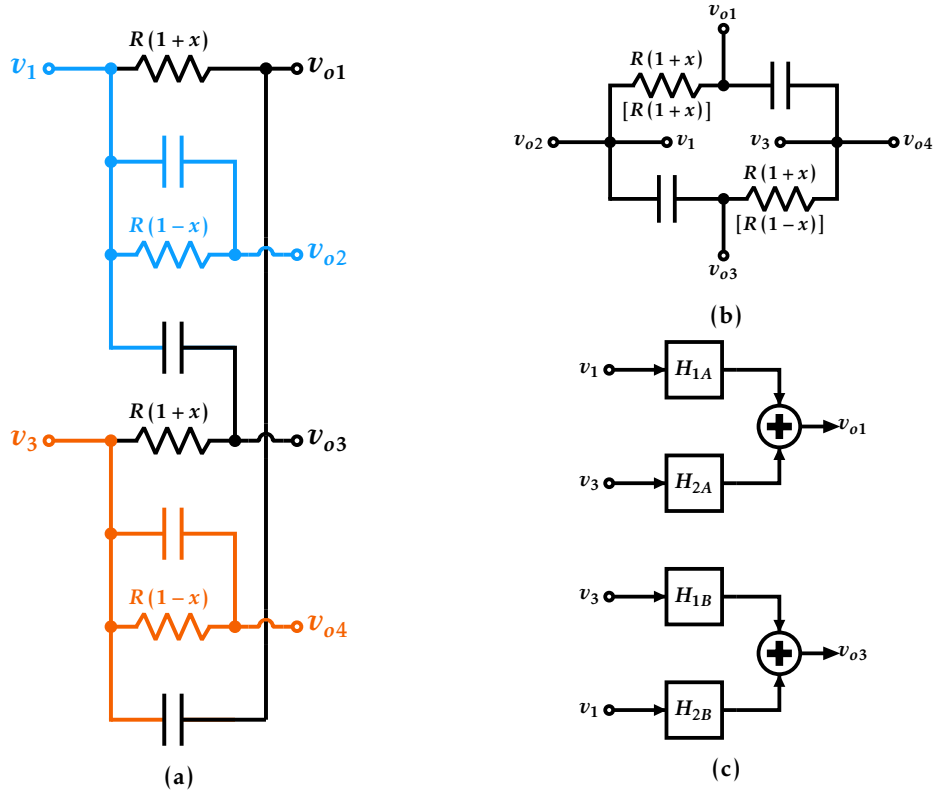 R(1+x)
v1
vo1
R(1−x)
vo2
R(1+x)
v3
vo3
R(1−x)
vo4
(a)
vo1
R(1+x)
[R(1+x)]
vo2
v1
v3
vo4
R(1+x)
[R(1−x)]
vo3
(b)
v1
H1A
vo1
v3
H2A
v3
H1B
vo3
v1
H2B
(c)